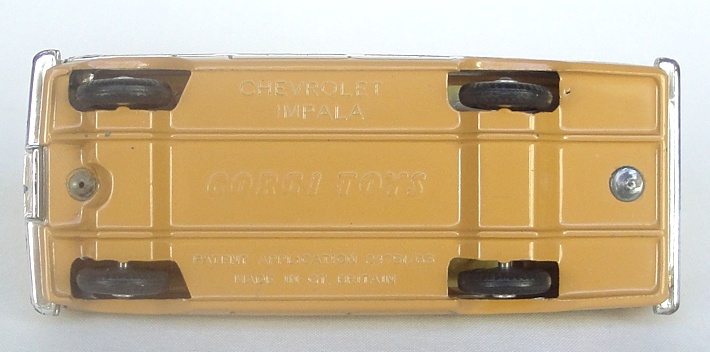 CHEVROLET
IMPALA
CORGI TOYS
PATENT APPLICATION
MADE IN GT BRITAIN